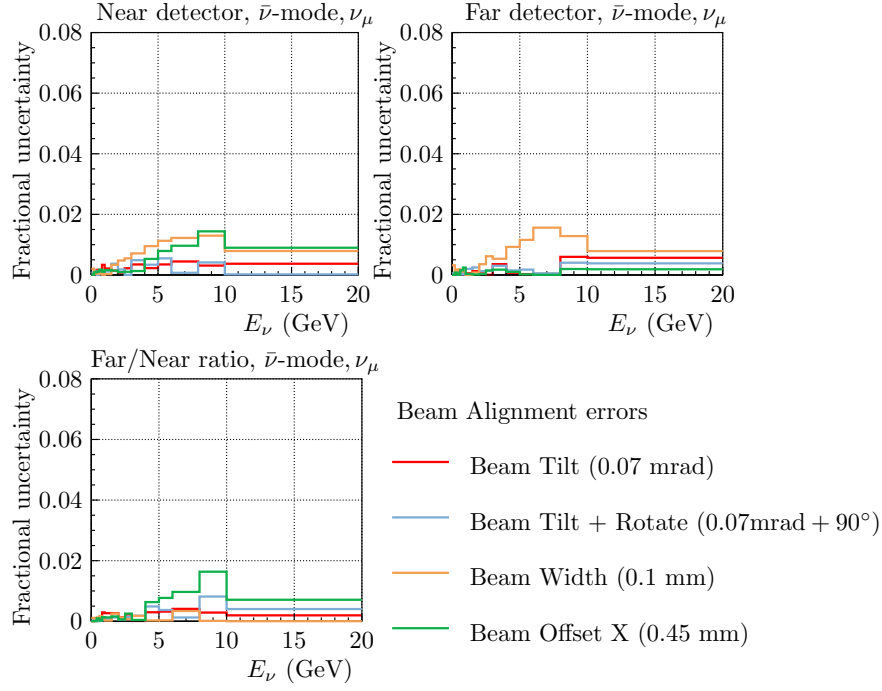 Near detector, ν̄-mode, ν_μ
Fractional uncertainty
0.08
0.06
0.04
0.02
0
0 5 10 15 20
E_ν (GeV)
Far detector, ν̄-mode, ν_μ
Fractional uncertainty
0.08
0.06
0.04
0.02
0
0 5 10 15 20
E_ν (GeV)
Far/Near ratio, ν̄-mode, ν_μ
Fractional uncertainty
0.08
0.06
0.04
0.02
0
0 5 10 15 20
E_ν (GeV)
Beam Alignment errors
Beam Tilt (0.07 mrad)
Beam Tilt + Rotate (0.07mrad + 90°)
Beam Width (0.1 mm)
Beam Offset X (0.45 mm)